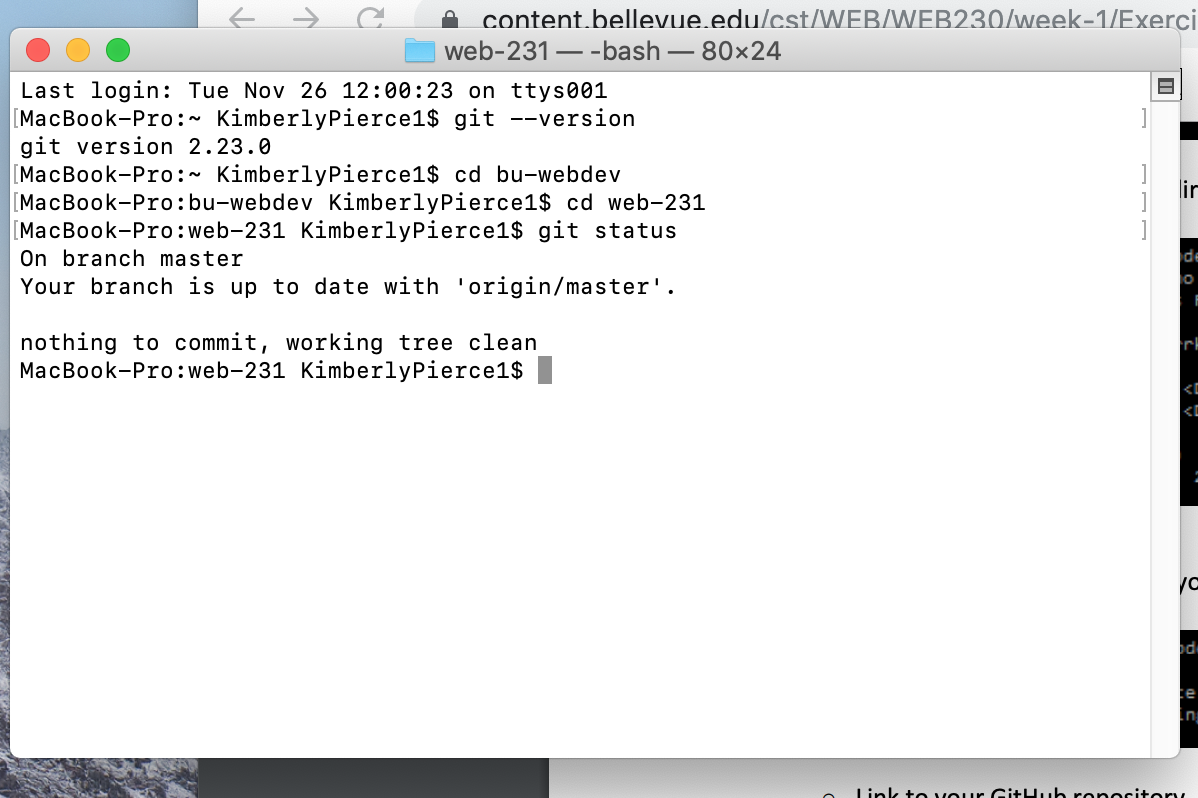 content.bellevue.edu/cst/WEB/WEB230/week-1/Exerci
web-231 — -bash — 80×24
Last login: Tue Nov 26 12:00:23 on ttys001
[MacBook-Pro:~ KimberlyPierce1$ git --version ]
git version 2.23.0
[MacBook-Pro:~ KimberlyPierce1$ cd bu-webdev ]
[MacBook-Pro:bu-webdev KimberlyPierce1$ cd web-231 ]
[MacBook-Pro:web-231 KimberlyPierce1$ git status ]
On branch master
Your branch is up to date with 'origin/master'.
nothing to commit, working tree clean
MacBook-Pro:web-231 KimberlyPierce1$
Link to your GitHub repository